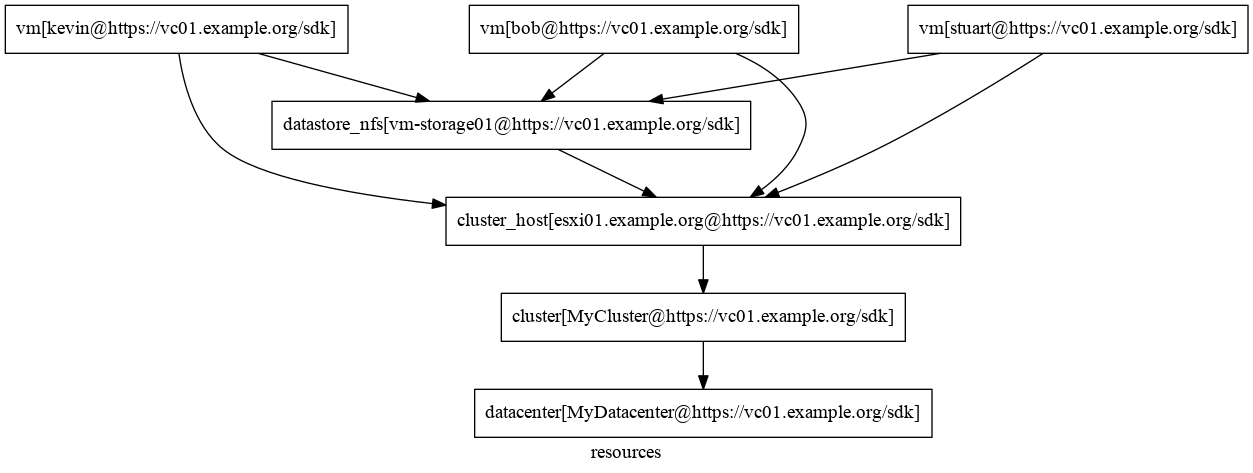 vm[kevin@https://vc01.example.org/sdk]
vm[bob@https://vc01.example.org/sdk]
vm[stuart@https://vc01.example.org/sdk]
datastore_nfs[vm-storage01@https://vc01.example.org/sdk]
cluster_host[esxi01.example.org@https://vc01.example.org/sdk]
cluster[MyCluster@https://vc01.example.org/sdk]
datacenter[MyDatacenter@https://vc01.example.org/sdk]
resources